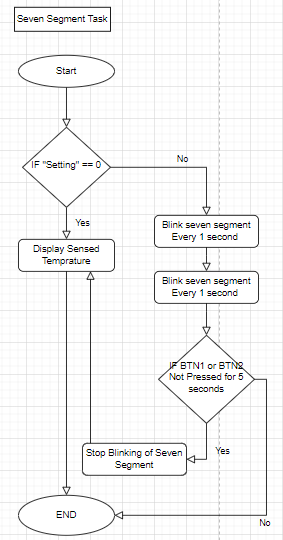 Seven Segment Task
Start
IF "Setting" == 0
No
Yes
Blink seven segment
Every 1 second
Display Sensed
Temprature
Blink seven segment
Every 1 second
IF BTN1 or BTN2
Not Pressed for 5
seconds
Yes
Stop Blinking of Seven
Segment
END
No